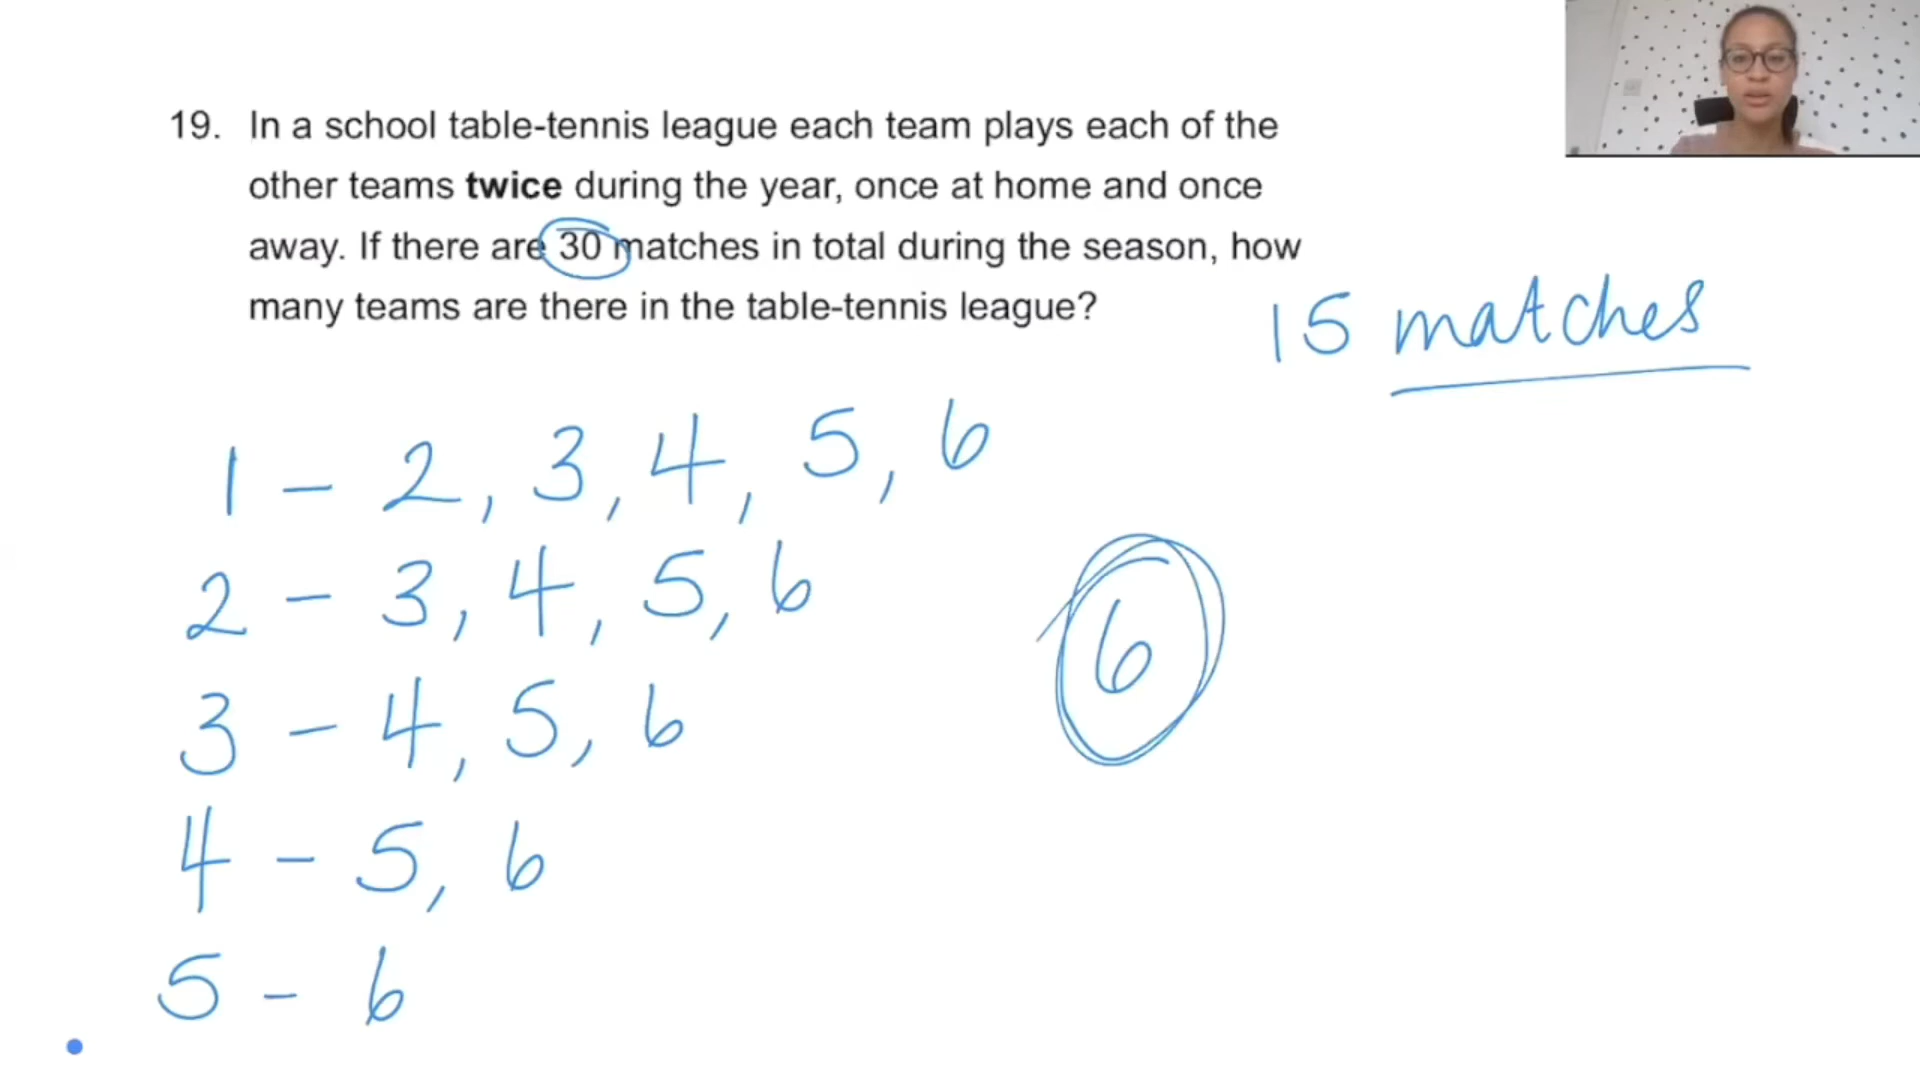 19. In a school table-tennis league each team plays each of the
other teams twice during the year, once at home and once
away. If there are 30 matches in total during the season, how
many teams are there in the table-tennis league?
15 matches
1 - 2, 3, 4, 5, 6
2 - 3, 4, 5, 6
6
3 - 4, 5, 6
4 - 5, 6
5 - 6